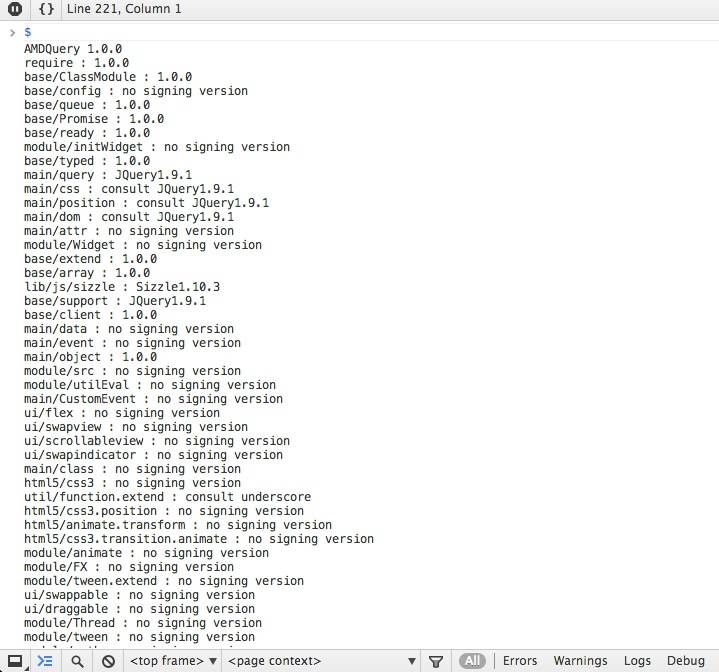 Line 221, Column 1
$
AMDQuery 1.0.0
require : 1.0.0
base/ClassModule : 1.0.0
base/config : no signing version
base/queue : 1.0.0
base/Promise : 1.0.0
base/ready : 1.0.0
module/initWidget : no signing version
base/typed : 1.0.0
main/query : JQuery1.9.1
main/css : consult JQuery1.9.1
main/position : consult JQuery1.9.1
main/dom : consult JQuery1.9.1
main/attr : no signing version
module/Widget : no signing version
base/extend : 1.0.0
base/array : 1.0.0
lib/js/sizzle : Sizzle1.10.3
base/support : JQuery1.9.1
base/client : 1.0.0
main/data : no signing version
main/event : no signing version
main/object : 1.0.0
module/src : no signing version
module/utilEval : no signing version
main/CustomEvent : no signing version
ui/flex : no signing version
ui/swapview : no signing version
ui/scrollableview : no signing version
ui/swapindicator : no signing version
main/class : no signing version
html5/css3 : no signing version
util/function.extend : consult underscore
html5/css3.position : no signing version
html5/animate.transform : no signing version
html5/css3.transition.animate : no signing version
module/animate : no signing version
module/FX : no signing version
module/tween.extend : no signing version
ui/swappable : no signing version
ui/draggable : no signing version
module/Thread : no signing version
module/tween : no signing version
<top frame> <page context> All Errors Warnings Logs Debug